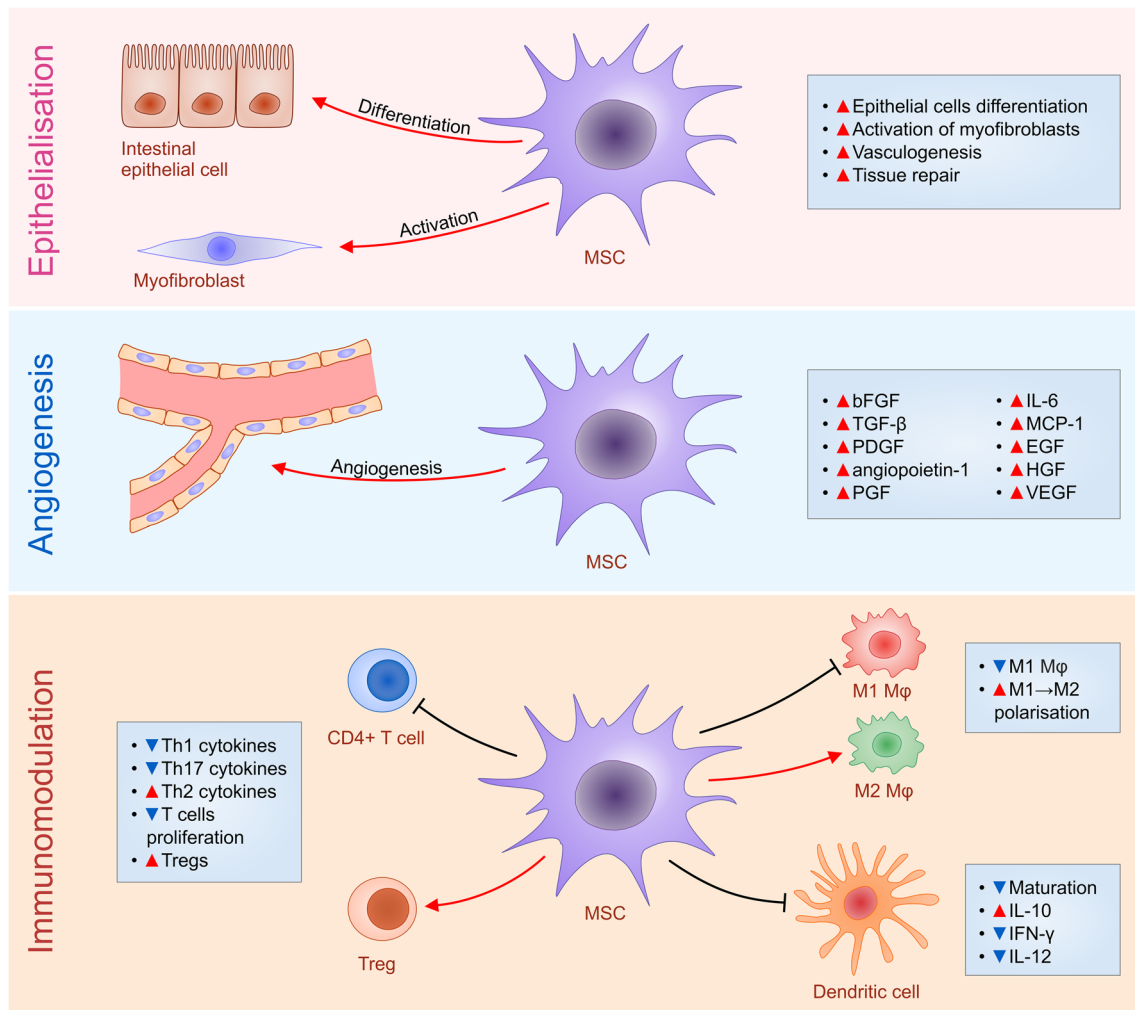 Epithelialisation
Differentiation
Intestinal
epithelial cell
Activation
Myofibroblast
MSC
• ▲Epithelial cells differentiation
• ▲Activation of myofibroblasts
• ▲Vasculogenesis
• ▲Tissue repair
Angiogenesis
Angiogenesis
MSC
• ▲bFGF
• ▲TGF-β
• ▲PDGF
• ▲angiopoietin-1
• ▲PGF
• ▲IL-6
• ▲MCP-1
• ▲EGF
• ▲HGF
• ▲VEGF
Immunomodulation
• ▼Th1 cytokines
• ▼Th17 cytokines
• ▲Th2 cytokines
• ▼T cells
proliferation
• ▲Tregs
CD4+ T cell
Treg
MSC
M1 Mφ
M2 Mφ
Dendritic cell
• ▼M1 Mφ
• ▲M1→M2
polarisation
• ▼Maturation
• ▲IL-10
• ▼IFN-γ
• ▼IL-12